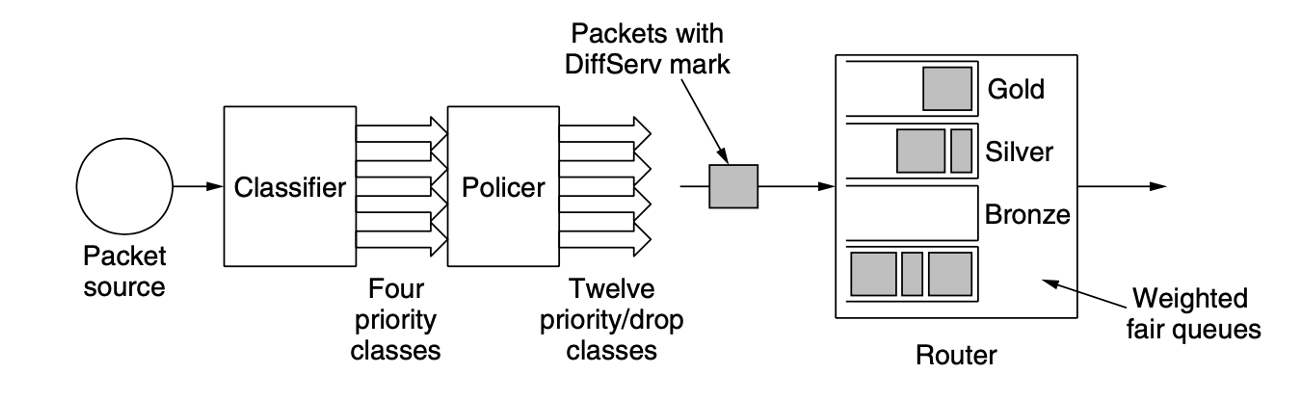 Packets with
DiffServ mark
Gold
Silver
Bronze
Classifier
Policer
Packet
source
Four
priority
classes
Twelve
priority/drop
classes
Weighted
fair queues
Router